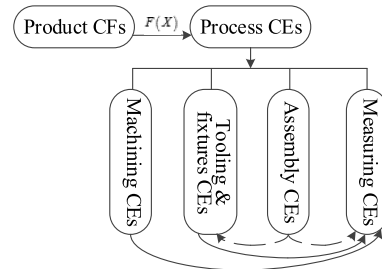 Product CFs
F(X)
Process CEs
Machining CEs
Tooling &
fixtures CEs
Assembly CEs
Measuring CEs